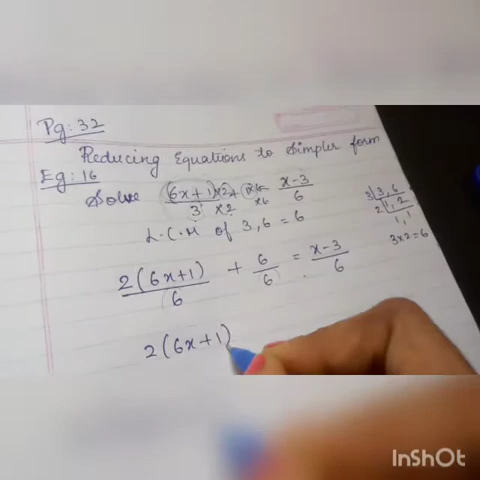 Pg: 32
Reducing Equations to Simpler form
Eg: 16
Solve (6x+1)×2 / 3 ×2 + 1×6 / ×6 = x-3 / 6
3 | 3, 6
2 | 1, 2
1, 1
3×2=6
L.C.M of 3,6 = 6
2(6x+1) / 6 + 6 / 6 = x-3 / 6
2(6x+1)
InShOt